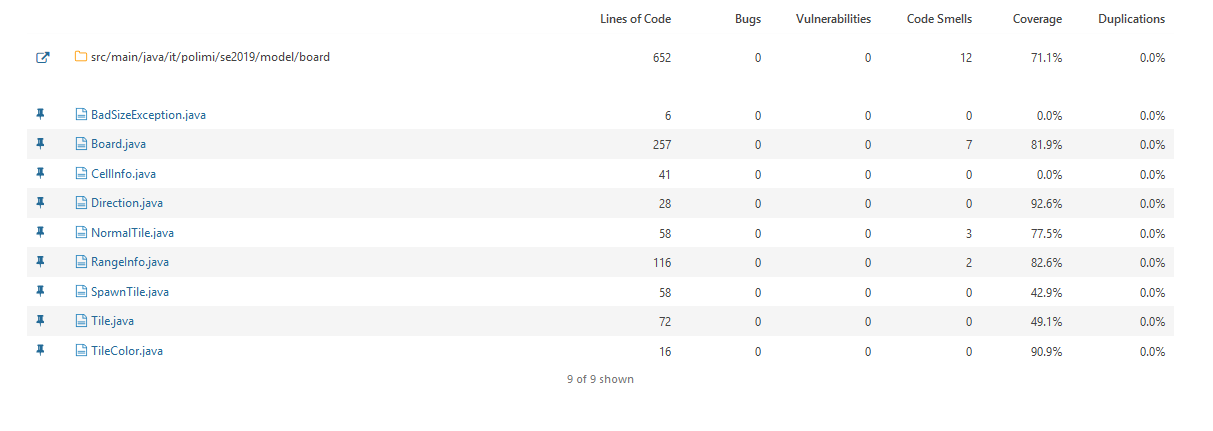 Lines of Code Bugs Vulnerabilities Code Smells Coverage Duplications
src/main/java/it/polimi/se2019/model/board 652 0 0 12 71.1% 0.0%
BadSizeException.java 6 0 0 0 0.0% 0.0%
Board.java 257 0 0 7 81.9% 0.0%
CellInfo.java 41 0 0 0 0.0% 0.0%
Direction.java 28 0 0 0 92.6% 0.0%
NormalTile.java 58 0 0 3 77.5% 0.0%
RangeInfo.java 116 0 0 2 82.6% 0.0%
SpawnTile.java 58 0 0 0 42.9% 0.0%
Tile.java 72 0 0 0 49.1% 0.0%
TileColor.java 16 0 0 0 90.9% 0.0%
9 of 9 shown